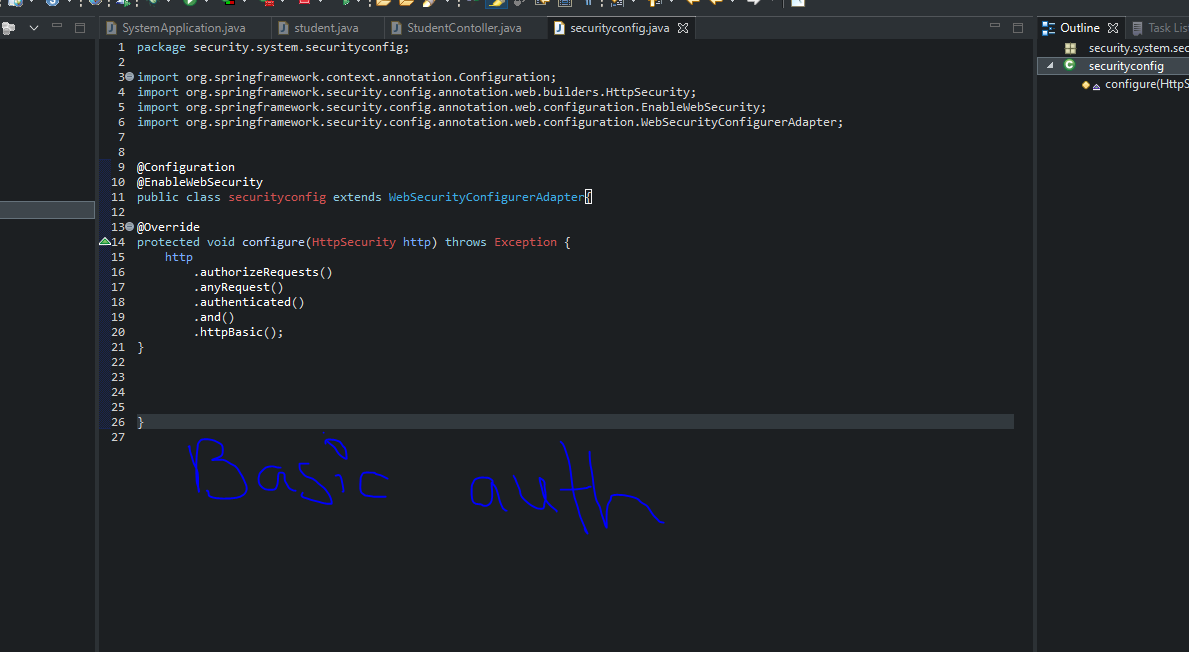 SystemApplication.java student.java StudentContoller.java securityconfig.java
Outline Task Lis
security.system.sec
securityconfig
configure(HttpS
1 package security.system.securityconfig;
2
3 import org.springframework.context.annotation.Configuration;
4 import org.springframework.security.config.annotation.web.builders.HttpSecurity;
5 import org.springframework.security.config.annotation.web.configuration.EnableWebSecurity;
6 import org.springframework.security.config.annotation.web.configuration.WebSecurityConfigurerAdapter;
7
8
9 @Configuration
10 @EnableWebSecurity
11 public class securityconfig extends WebSecurityConfigurerAdapter{
12
13 @Override
14 protected void configure(HttpSecurity http) throws Exception {
15 http
16 .authorizeRequests()
17 .anyRequest()
18 .authenticated()
19 .and()
20 .httpBasic();
21 }
22
23
24
25
26 }
27
Basic auth